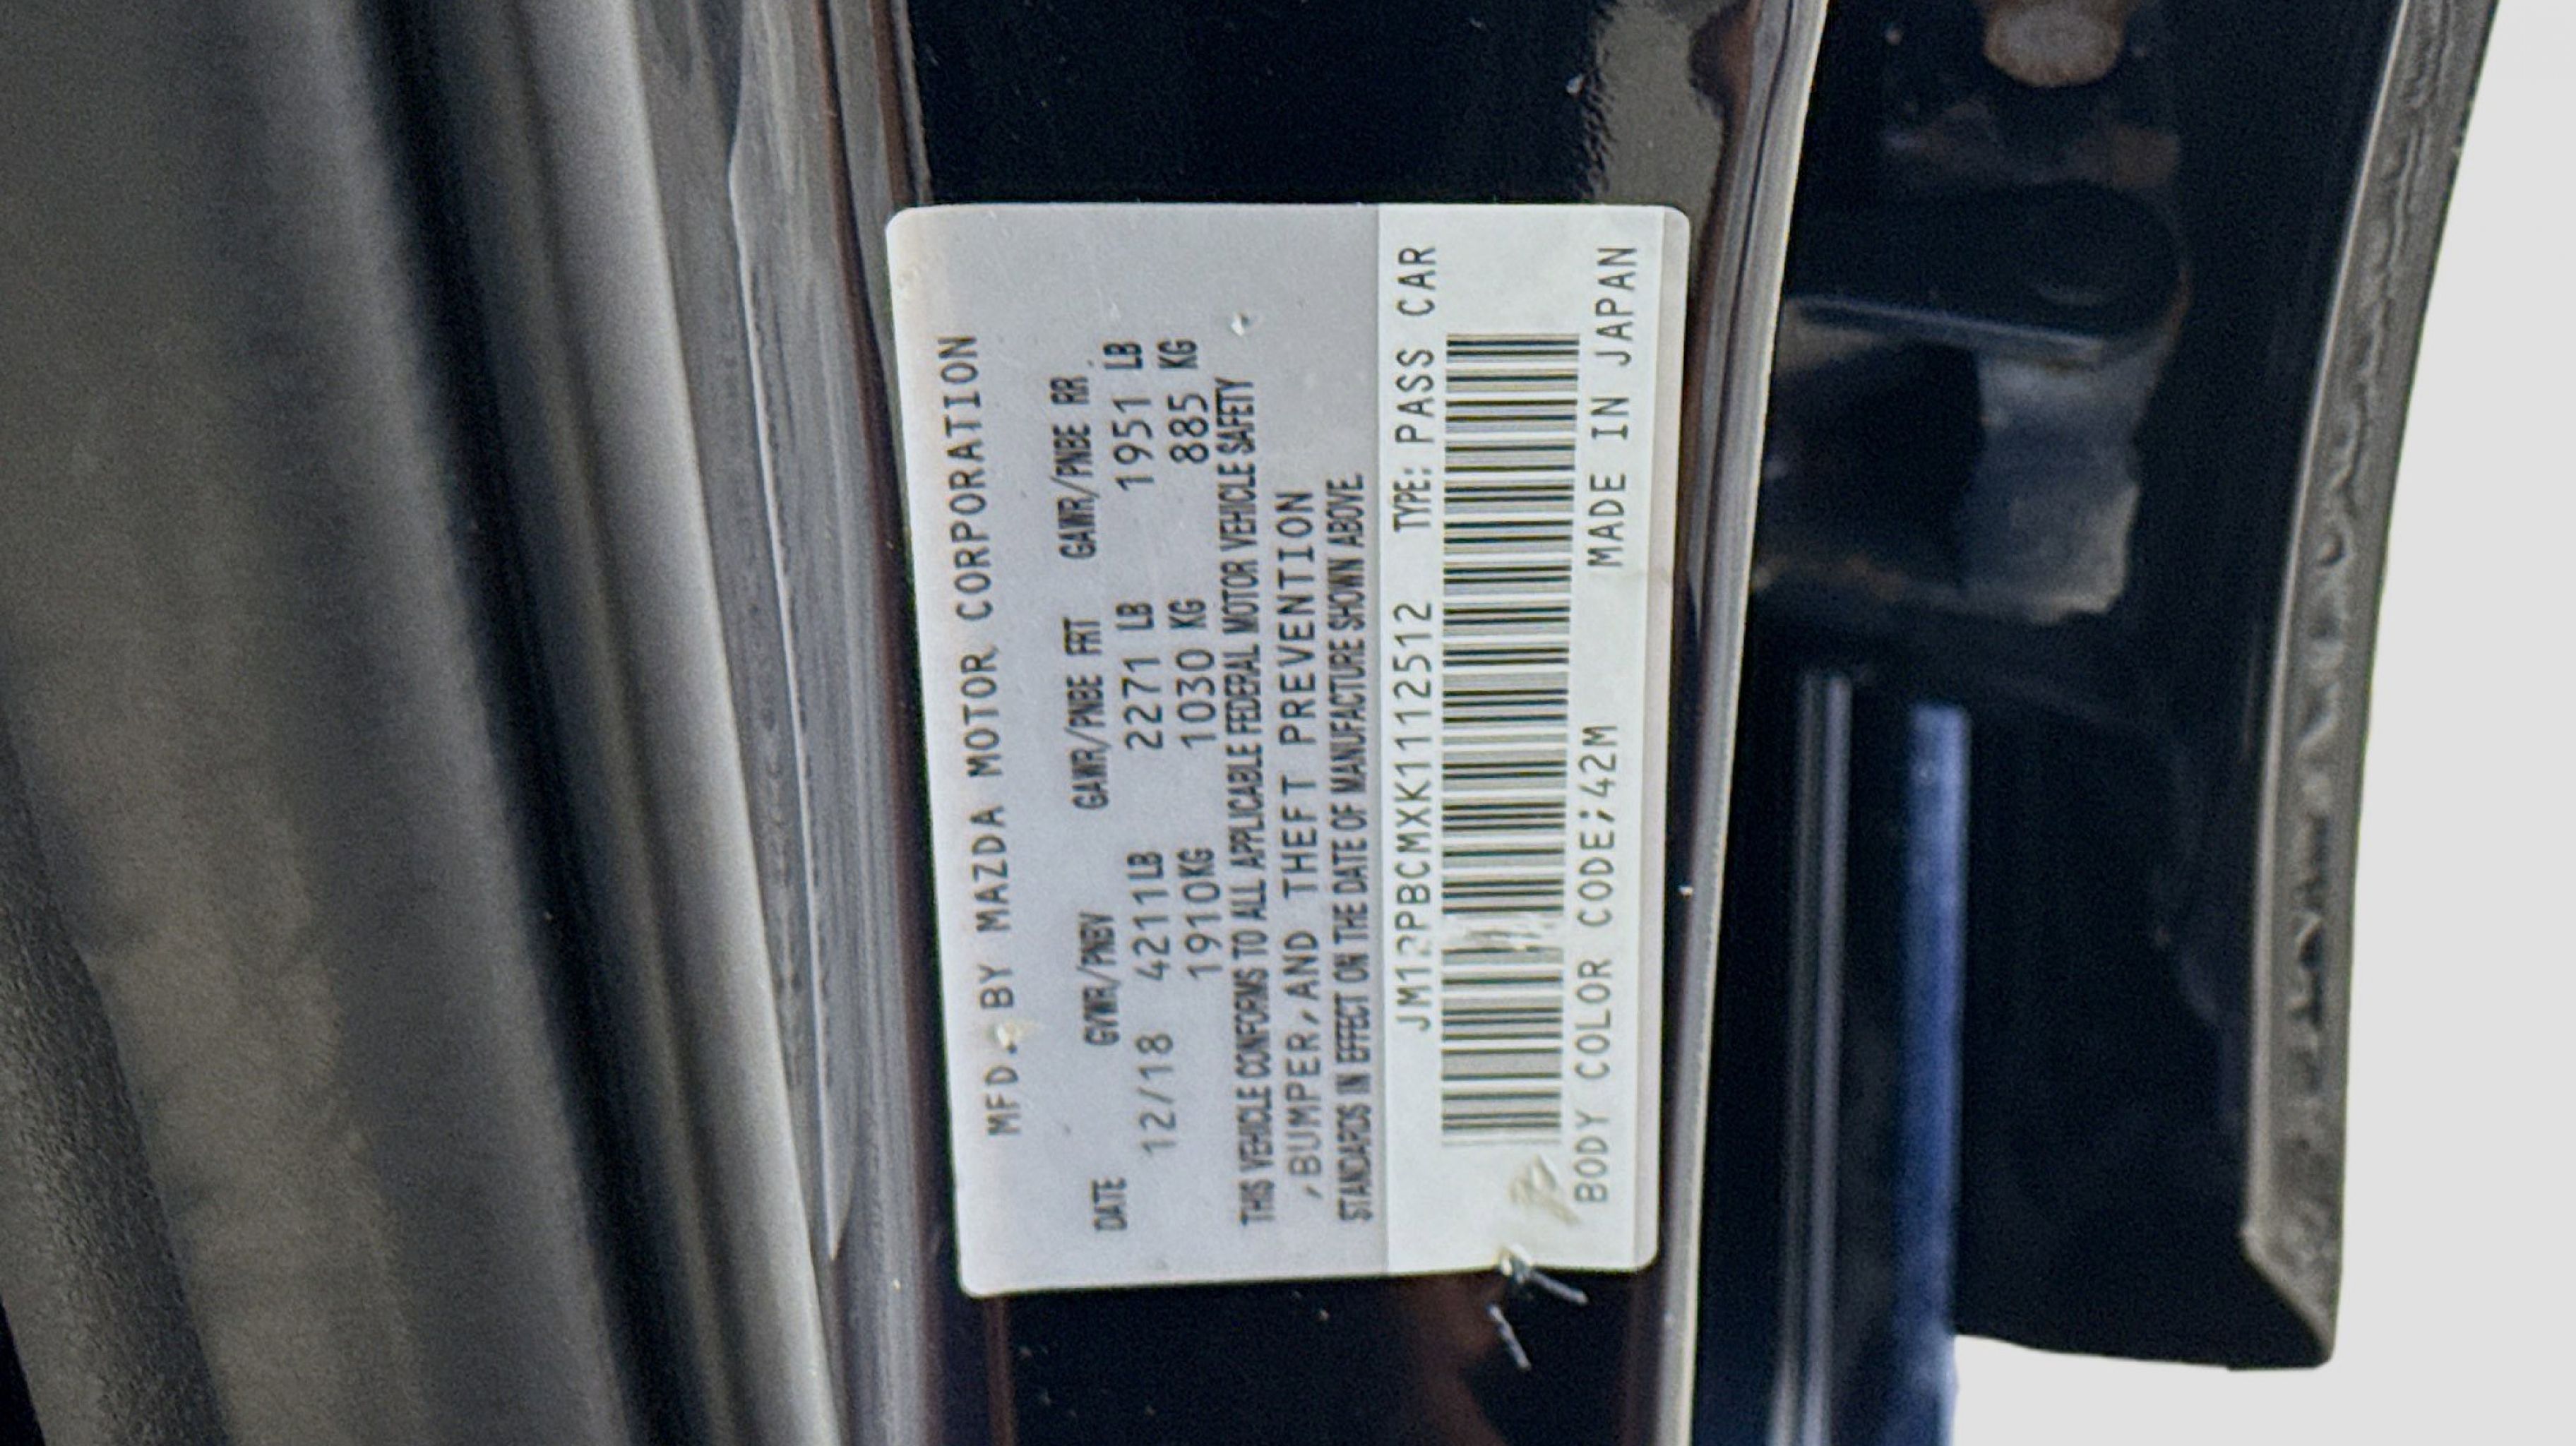 MFD. BY MAZDA MOTOR CORPORATION
DATE GVWR/PNBV GAWR/PNBE FRT GAWR/PNBE RR
12/18 4211LB 2271 LB 1951 LB
1910KG 1030 KG 885 KG
THIS VEHICLE CONFORMS TO ALL APPLICABLE FEDERAL MOTOR VEHICLE SAFETY
,BUMPER,AND THEFT PREVENTION
STANDARDS IN EFFECT ON THE DATE OF MANUFACTURE SHOWN ABOVE.
JM1BPBCMXK1112512 TYPE: PASS CAR
BODY COLOR CODE;42M MADE IN JAPAN